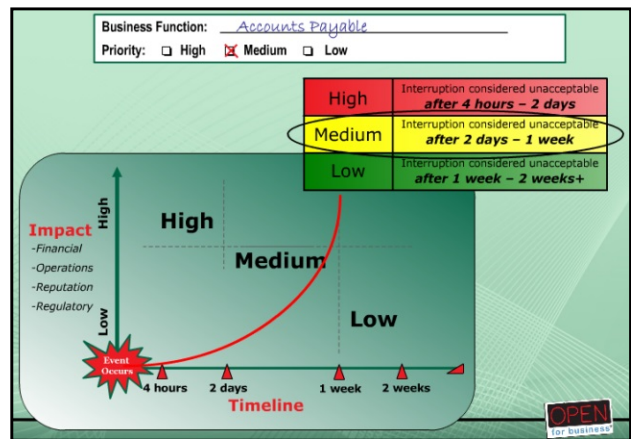 Business Function: Accounts Payable
Priority: High Medium Low
High
Interruption considered unacceptable
after 4 hours – 2 days
Medium
Interruption considered unacceptable
after 2 days – 1 week
Low
Interruption considered unacceptable
after 1 week – 2 weeks+
Impact
-Financial
-Operations
-Reputation
-Regulatory
High
Low
High
Medium
Low
Event
Occurs
4 hours 2 days 1 week 2 weeks
Timeline
OPEN
for business®